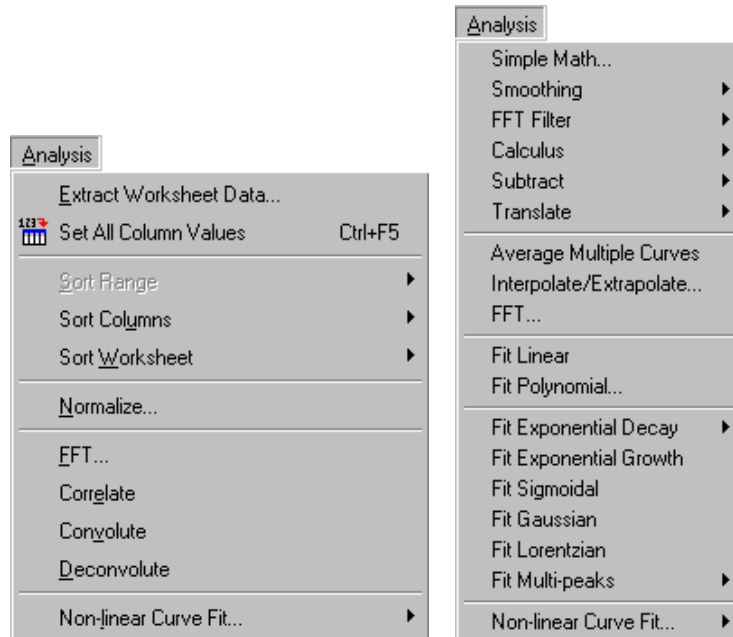 Analysis
Extract Worksheet Data...
123
Set All Column Values Ctrl+F5
Sort Range
Sort Columns
Sort Worksheet
Normalize...
FFT...
Correlate
Convolute
Deconvolute
Non-linear Curve Fit...
Analysis
Simple Math...
Smoothing
FFT Filter
Calculus
Subtract
Translate
Average Multiple Curves
Interpolate/Extrapolate...
FFT...
Fit Linear
Fit Polynomial...
Fit Exponential Decay
Fit Exponential Growth
Fit Sigmoidal
Fit Gaussian
Fit Lorentzian
Fit Multi-peaks
Non-linear Curve Fit...